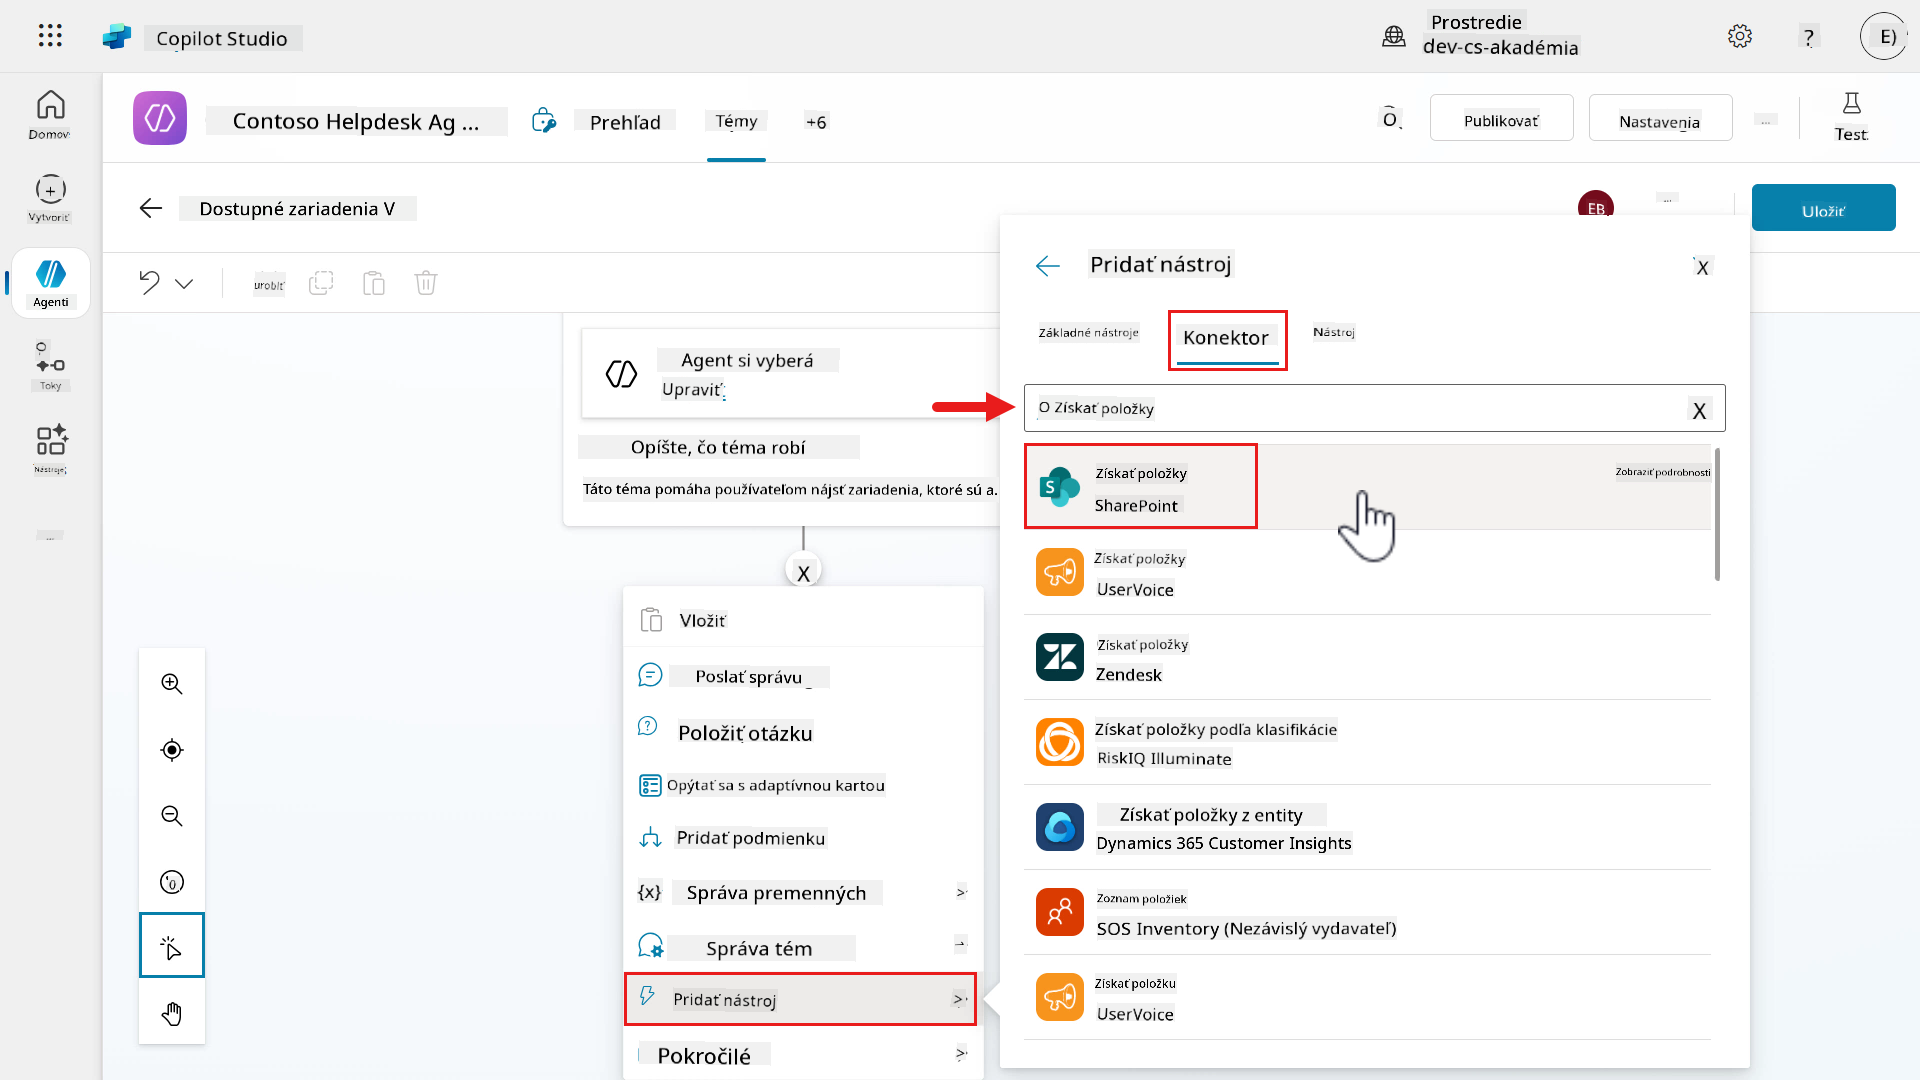 Copilot Studio
Prostredie
dev-cs-akadémia
?
E)
Domov
Vytvoriť
Agenti
Toky
Nástroje
Contoso Helpdesk Ag ...
Prehľad
Témy
+6
Publikovať
Nastavenia
...
Test
Dostupné zariadenia V
EB
...
Uložiť
urobiť
Agent si vyberá
Upraviť
Opíšte, čo téma robí
Táto téma pomáha používateľom nájsť zariadenia, ktoré sú a.
X
Vložiť
Poslať správu
Položiť otázku
Opýtať sa s adaptívnou kartou
Pridať podmienku
{x} Správa premenných >
Správa tém
Pridať nástroj >
Pokročilé >
Pridať nástroj
X
Základné nástroje
Konektor
Nástroj
O Získať položky
X
Získať položky
SharePoint
Zobraziť podrobnosti
Získať položky
UserVoice
Získať položky
Zendesk
Získať položky podľa klasifikácie
RiskIQ Illuminate
Získať položky z entity
Dynamics 365 Customer Insights
Zoznam položiek
SOS Inventory (Nezávislý vydavateľ)
Získať položku
UserVoice